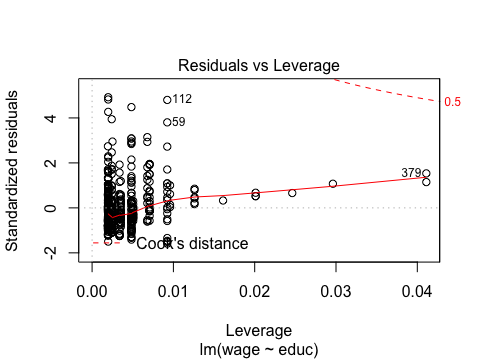 Residuals vs Leverage
Standardized residuals
4
2
0
-2
112
59
379
0.5
Cook's distance
0.00 0.01 0.02 0.03 0.04
Leverage
lm(wage ~ educ)